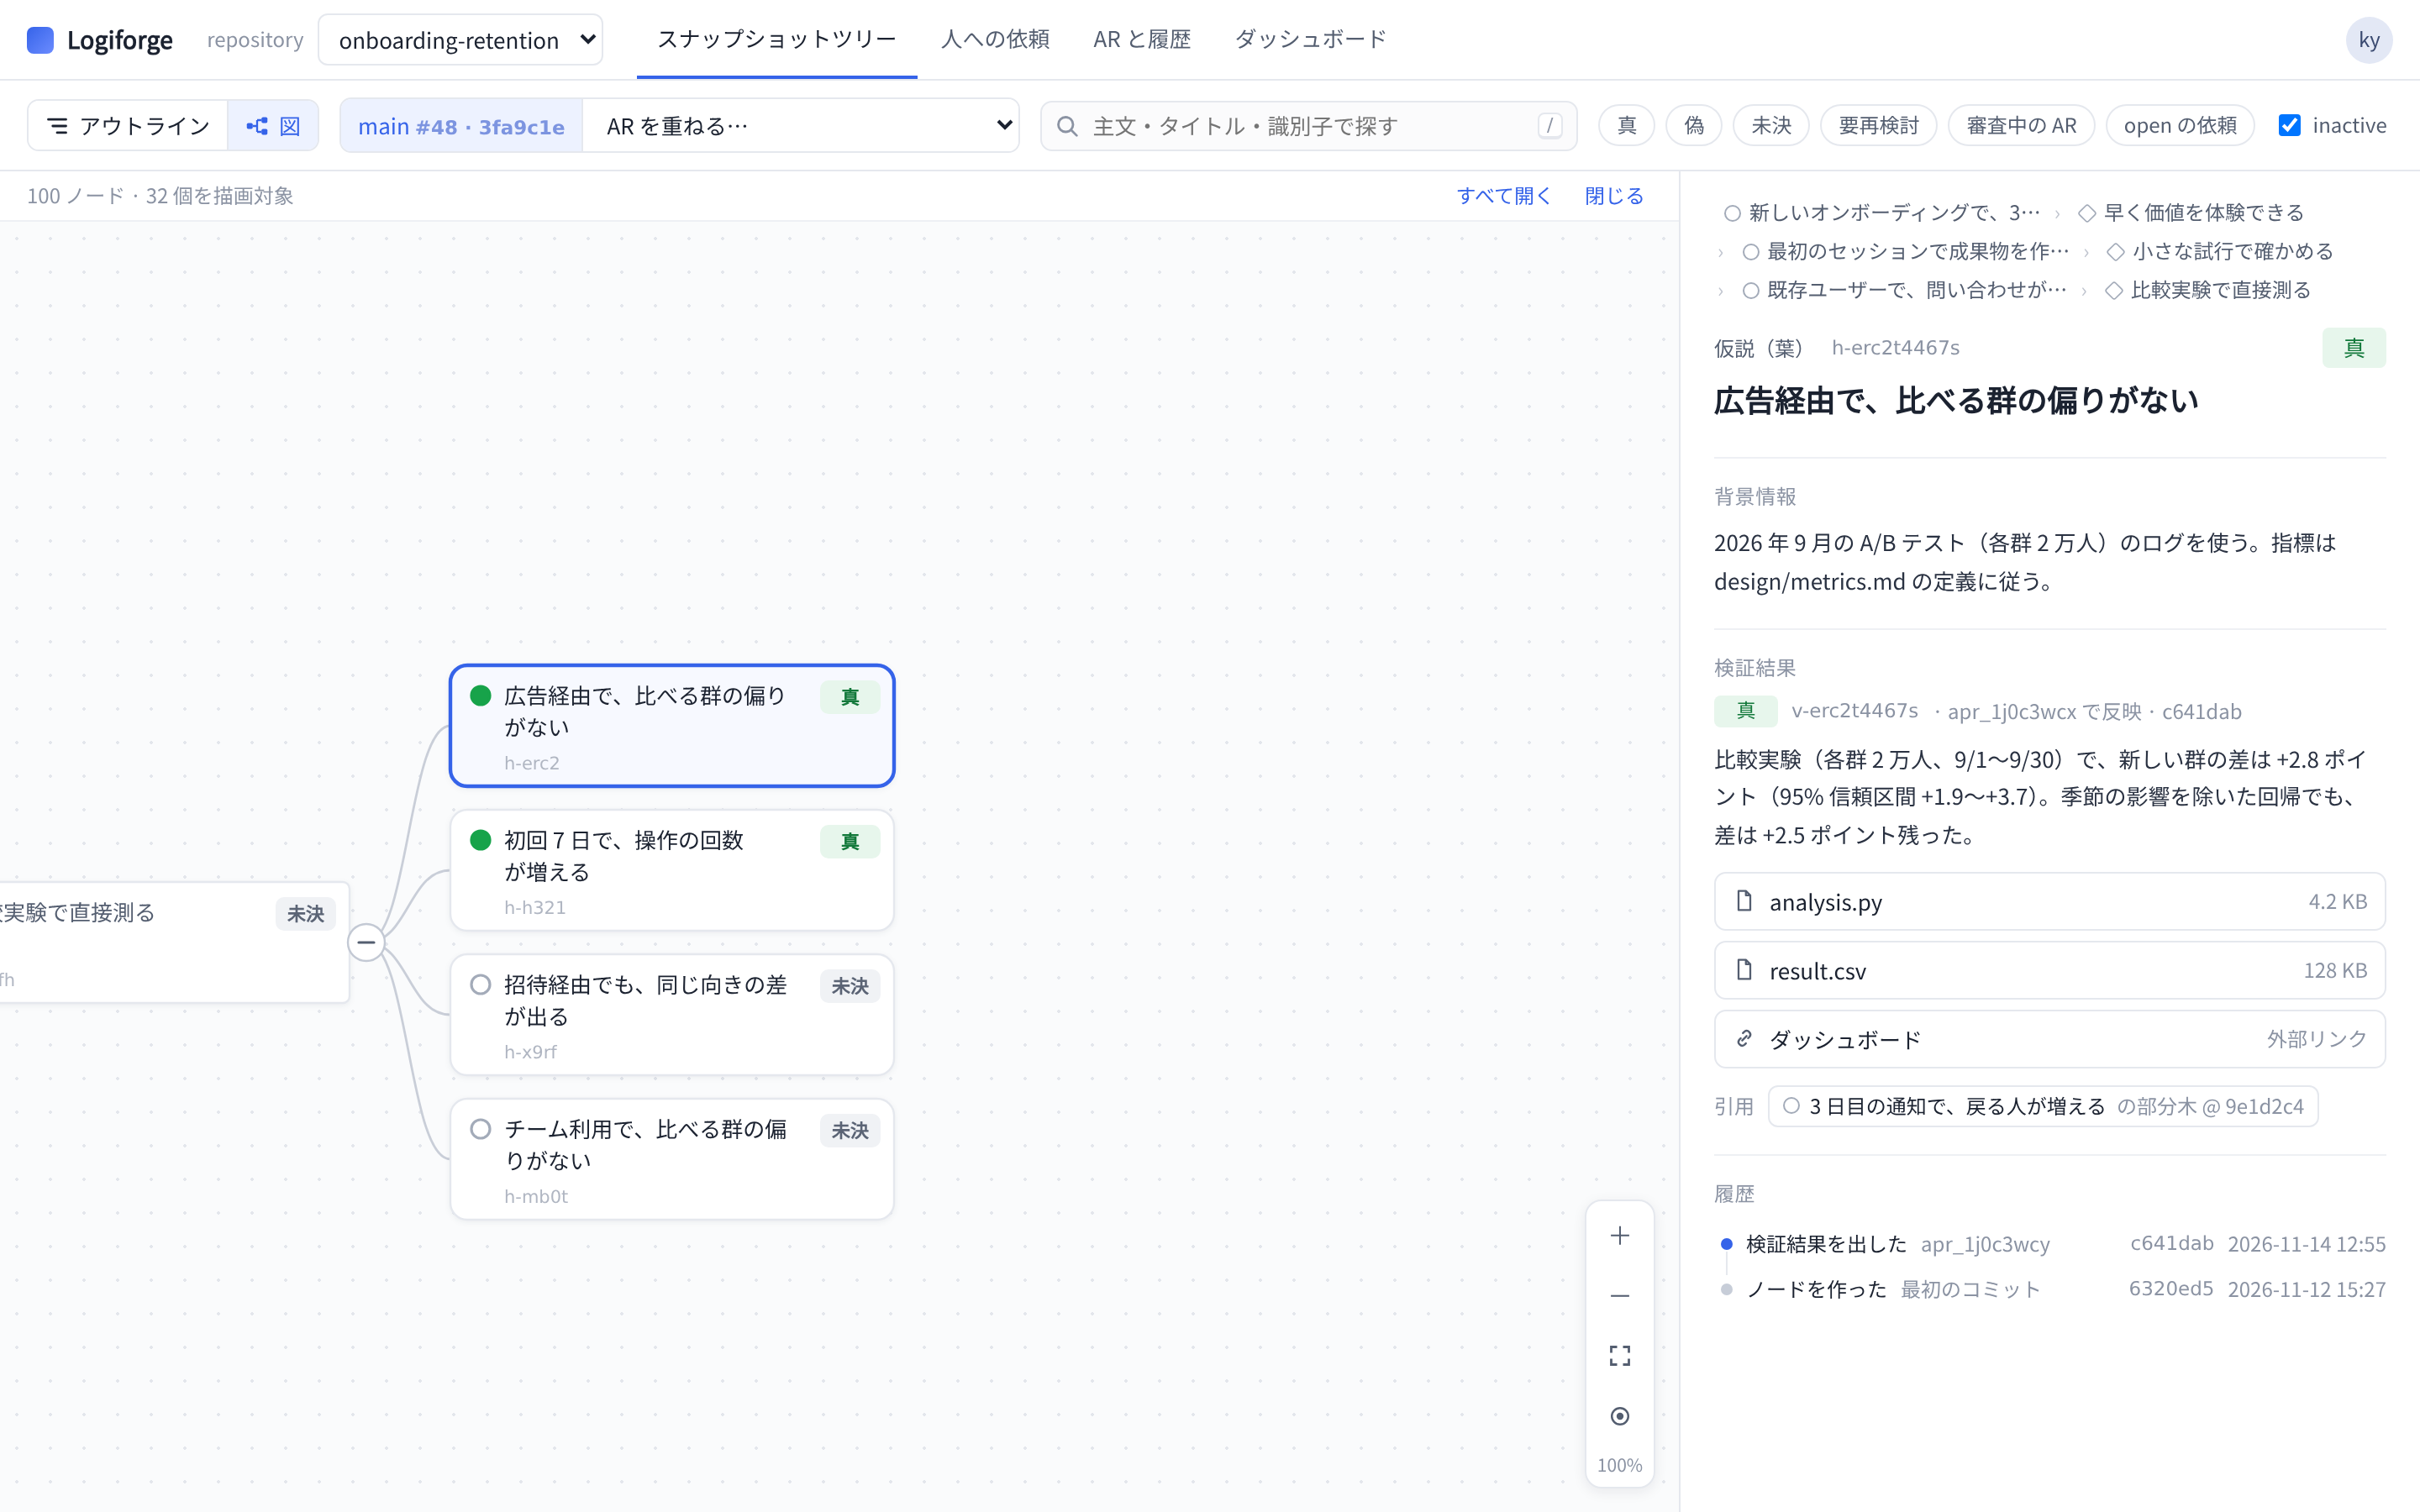 Logiforge
repository
onboarding-retention
スナップショットツリー
人への依頼
AR と履歴
ダッシュボード
ky
アウトライン
図
main #48 · 3fa9c1e
AR を重ねる…
主文・タイトル・識別子で探す
/
真
偽
未決
要再検討
審査中の AR
open の依頼
inactive
100 ノード · 32 個を描画対象
すべて開く
閉じる
実験で直接測る
未決
fh
広告経由で、比べる群の偏り
がない
真
h-erc2
初回 7 日で、操作の回数
が増える
真
h-h321
招待経由でも、同じ向きの差
が出る
未決
h-x9rf
チーム利用で、比べる群の偏
りがない
未決
h-mb0t
100%
新しいオンボーディングで、3… › 早く価値を体験できる
› 最初のセッションで成果物を作… › 小さな試行で確かめる
› 既存ユーザーで、問い合わせが… › 比較実験で直接測る
仮説（葉） h-erc2t4467s 真
広告経由で、比べる群の偏りがない
背景情報
2026 年 9 月の A/B テスト（各群 2 万人）のログを使う。指標は
design/metrics.md の定義に従う。
検証結果
真 v-erc2t4467s · apr_1j0c3wcx で反映 · c641dab
比較実験（各群 2 万人、9/1〜9/30）で、新しい群の差は +2.8 ポイ
ント（95% 信頼区間 +1.9〜+3.7）。季節の影響を除いた回帰でも、
差は +2.5 ポイント残った。
analysis.py 4.2 KB
result.csv 128 KB
ダッシュボード 外部リンク
引用 3 日目の通知で、戻る人が増える の部分木 @ 9e1d2c4
履歴
検証結果を出した apr_1j0c3wcy c641dab 2026-11-14 12:55
ノードを作った 最初のコミット 6320ed5 2026-11-12 15:27